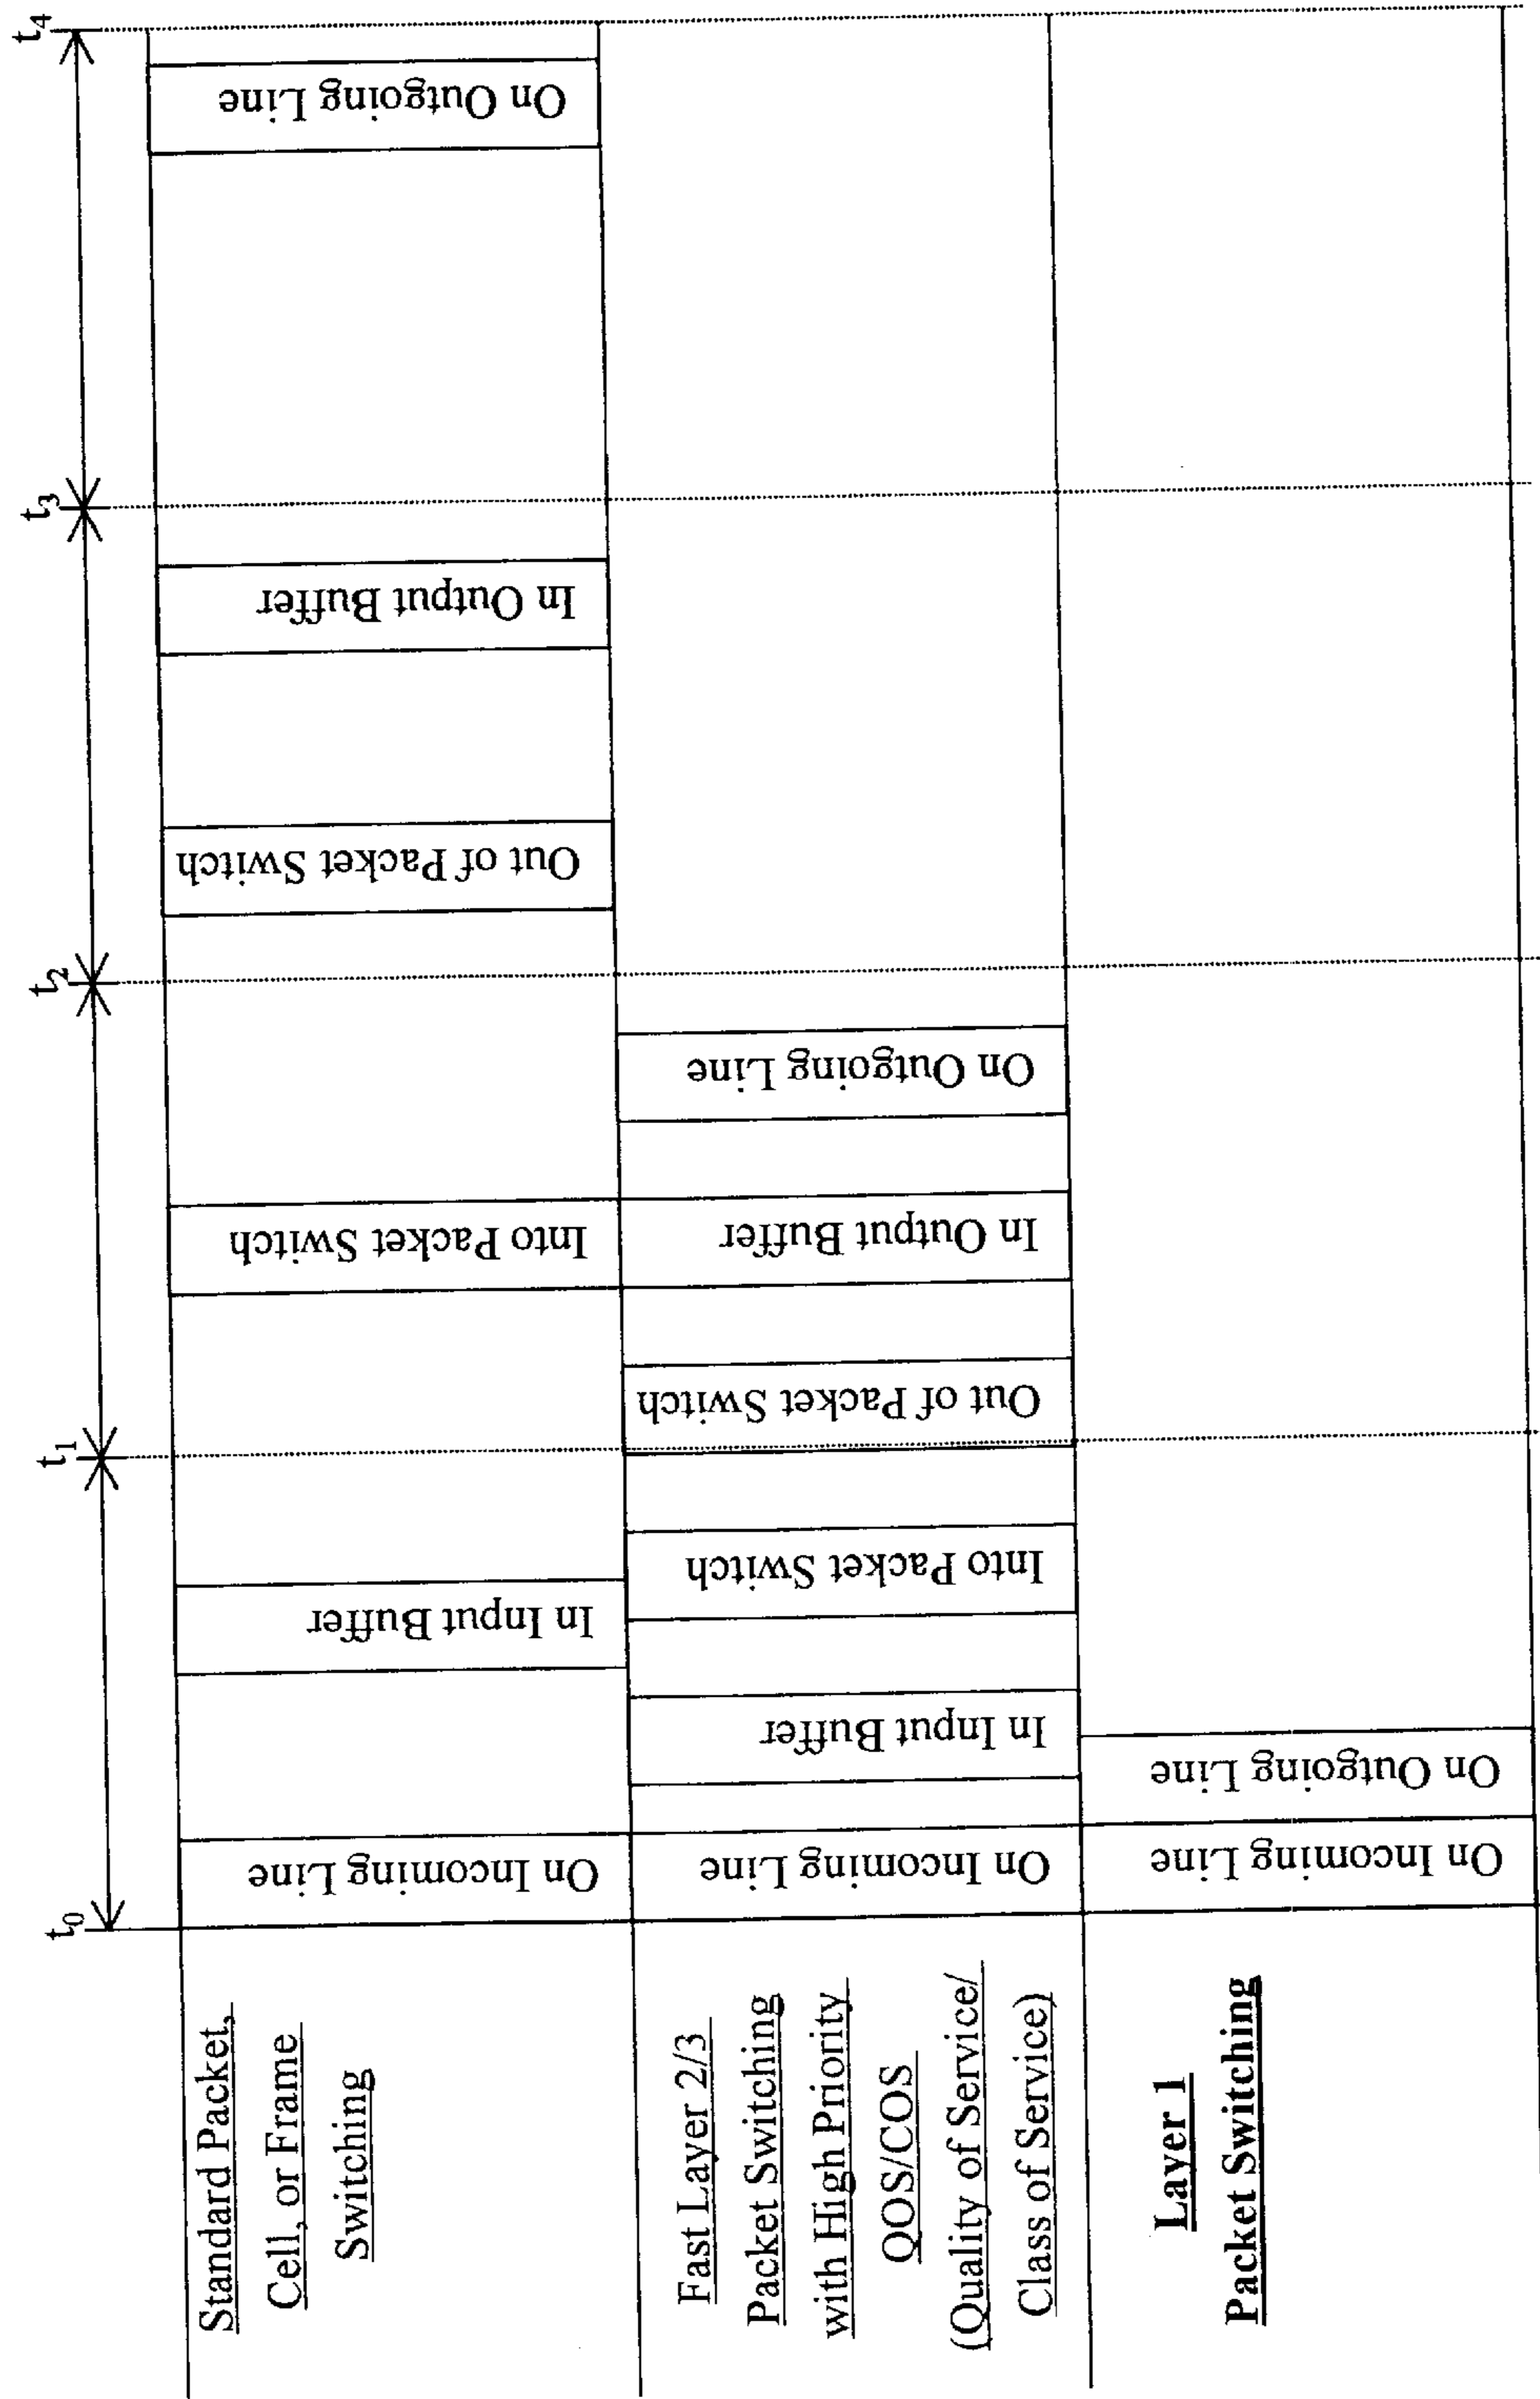 t0
t1
t2
t3
t4
Standard Packet,
Cell, or Frame
Switching
On Incoming Line
In Input Buffer
Into Packet Switch
Out of Packet Switch
In Output Buffer
On Outgoing Line
Fast Layer 2/3
Packet Switching
with High Priority
QOS/COS
(Quality of Service/
Class of Service)
On Incoming Line
In Input Buffer
Into Packet Switch
Out of Packet Switch
In Output Buffer
On Outgoing Line
Layer 1
Packet Switching
On Incoming Line
On Outgoing Line